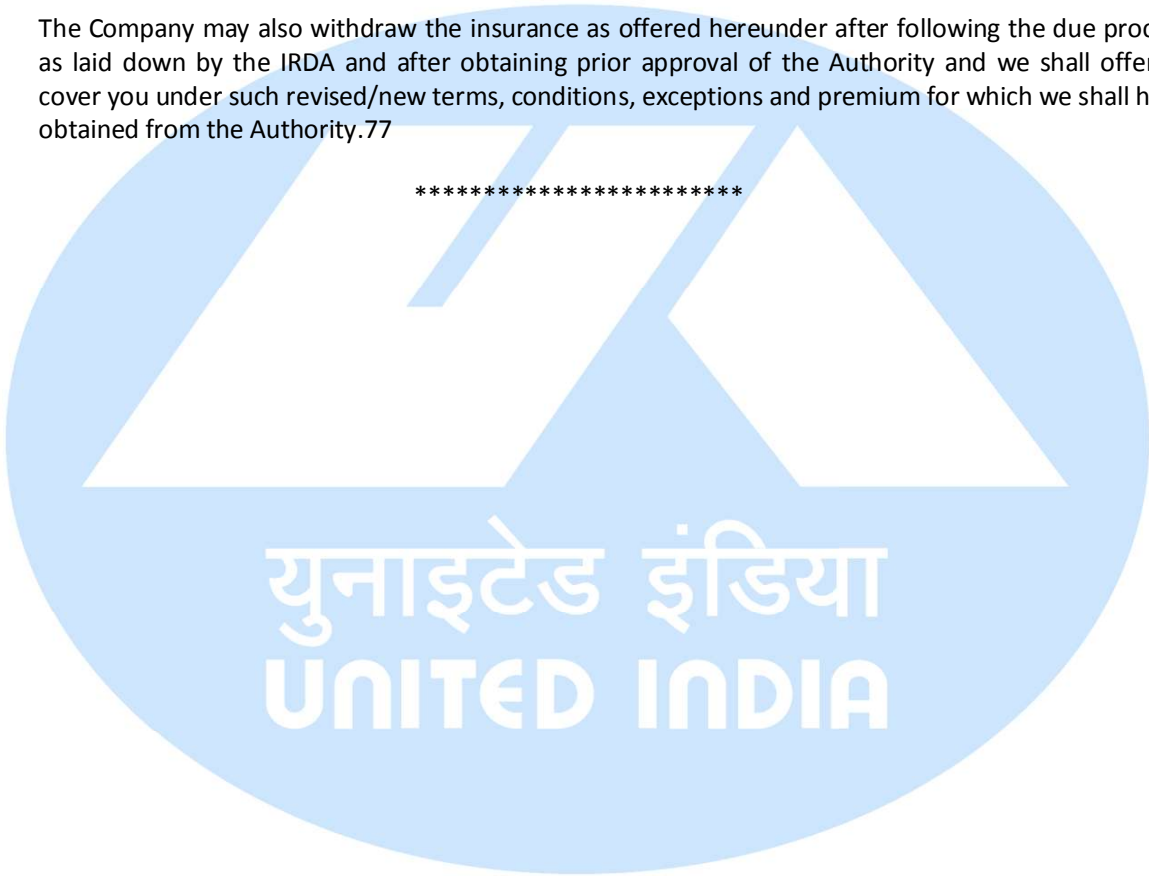 The Company may also withdraw the insurance as offered hereunder after following the due
as laid down by the IRDA and after obtaining prior approval of the Authority and we shall offer
cover you under such revised/new terms, conditions, exceptions and premium for which we shall
obtained from the Authority.77
************************
युनाइटेड इंडिया
UNITED INDIA